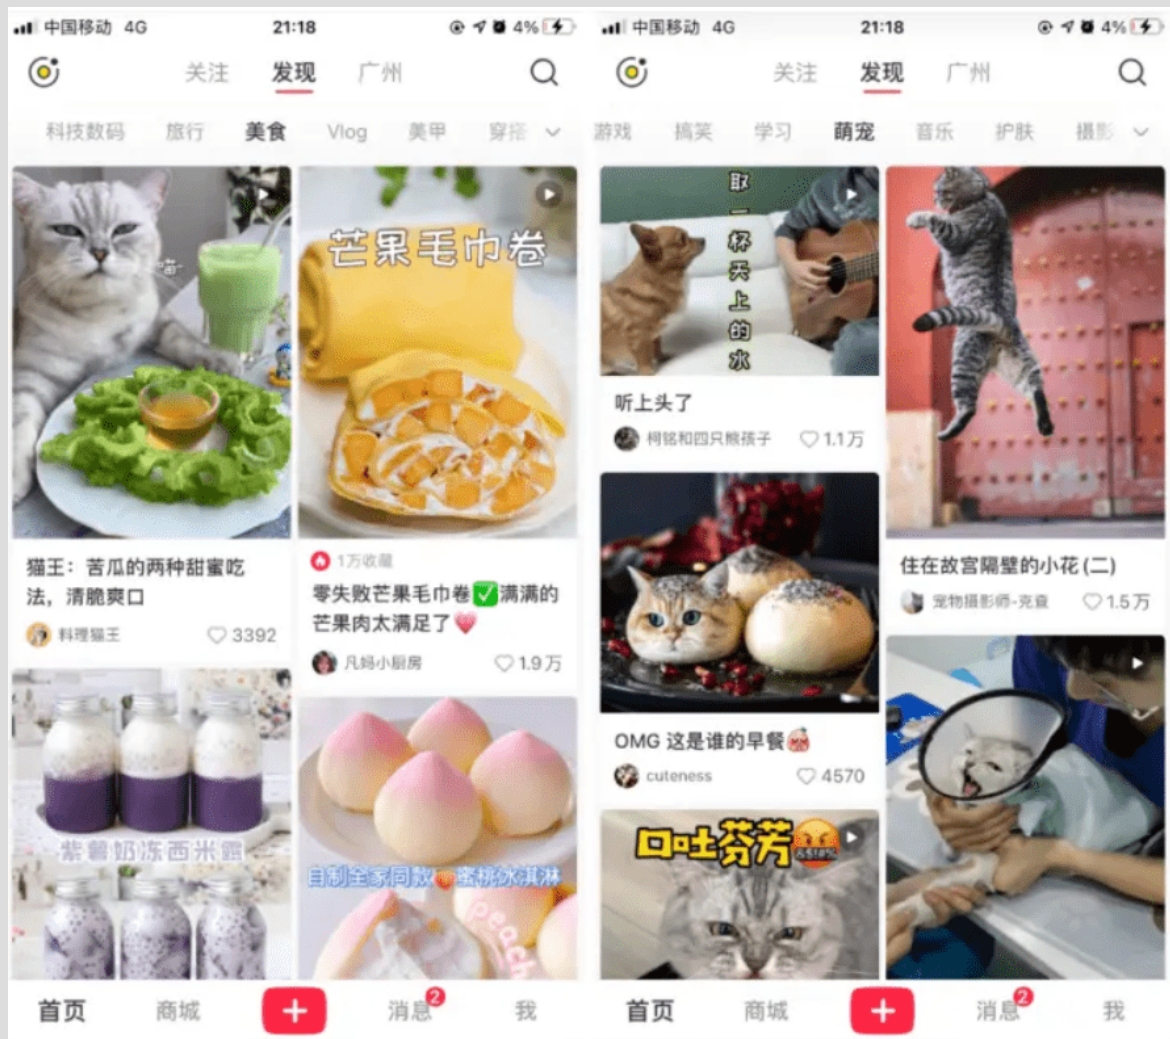 中国移动 4G
21:18
4%
关注
发现
广州
科技数码
旅行
美食
Vlog
美甲
穿搭
喵~
猫王：苦瓜的两种甜蜜吃
法，清脆爽口
料理猫王
3392
芒果毛巾卷
1万收藏
零失败芒果毛巾卷✅满满的
芒果肉太满足了💗
凡妈小厨房
1.9万
紫薯奶冻西米露
自制全家同款🍑蜜桃冰淇淋
peach
首页
商城
消息
2
我
中国移动 4G
21:18
4%
关注
发现
广州
游戏
搞笑
学习
萌宠
音乐
护肤
摄影
取一杯天上的水
听上头了
柯铭和四只熊孩子
1.1万
住在故宫隔壁的小花(二)
宠物摄影师-克查
1.5万
OMG 这是谁的早餐
cuteness
4570
口吐芬芳🤬
首页
商城
消息
2
我